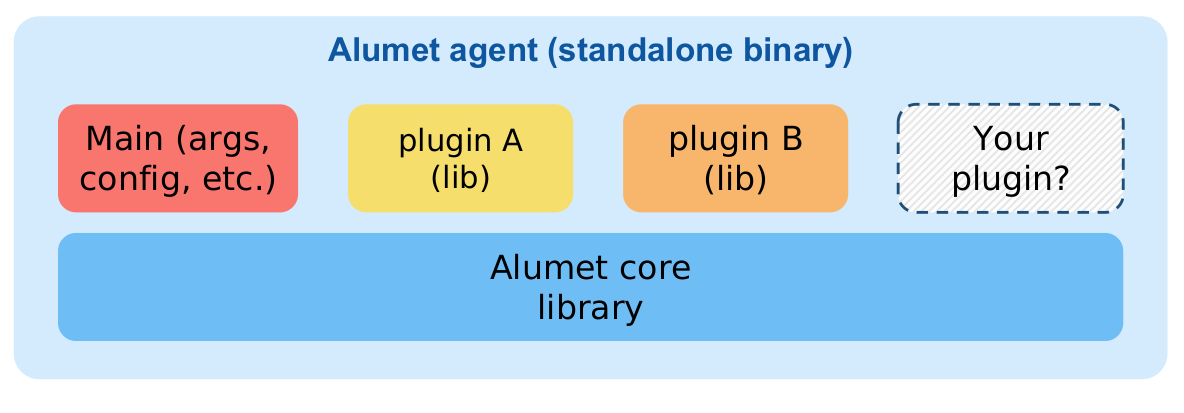 Alumet agent (standalone binary)
Main (args,
config, etc.)
plugin A
(lib)
plugin B
(lib)
Your
plugin?
Alumet core
library